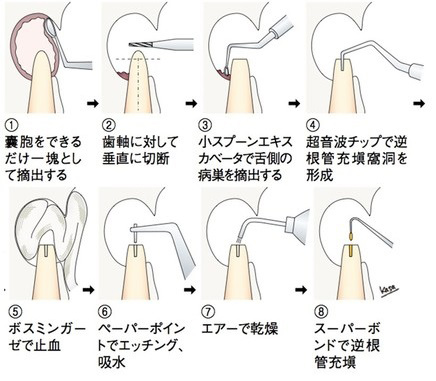 ①
嚢胞をできる
だけ一塊とし
て摘出する
②
歯軸に対して
垂直に切断
③
小スプーンエキス
カベータで舌側の
病巣を摘出する
④
超音波チップで逆
根管充塡窩洞を
形成
⑤
ボスミンガー
ゼで止血
⑥
ペーパーポイン
トでエッチング、
吸水
⑦
エアーで乾燥
⑧
スーパーボ
ンドで逆根
管充塡